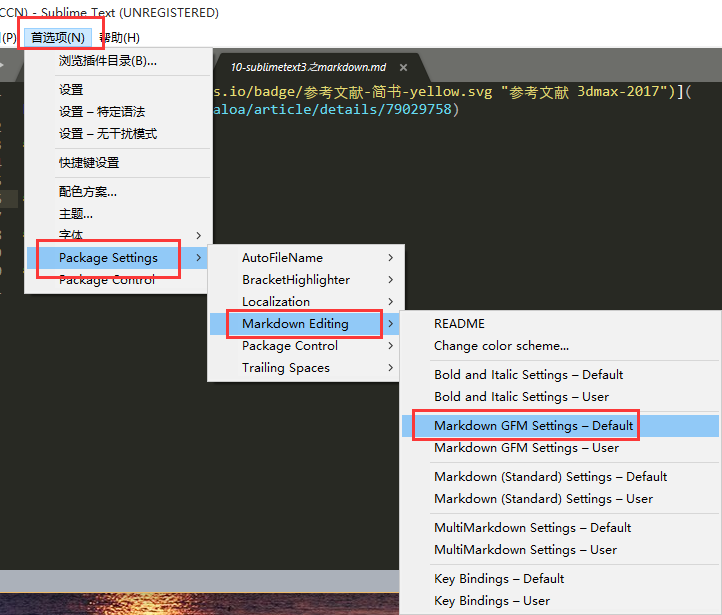 CCN) - Sublime Text (UNREGISTERED)
(P) 首选项(N) 帮助(H)
浏览插件目录(B)...
设置
设置 – 特定语法
设置 – 无干扰模式
快捷键设置
配色方案...
主题...
字体
Package Settings
Package Control
10-sublimetext3之markdown.md
s.io/badge/参考文献-简书-yellow.svg "参考文献 3dmax-2017")](
aloa/article/details/79029758)
AutoFileName
BracketHighlighter
Localization
Markdown Editing
Package Control
Trailing Spaces
README
Change color scheme...
Bold and Italic Settings – Default
Bold and Italic Settings – User
Markdown GFM Settings – Default
Markdown GFM Settings – User
Markdown (Standard) Settings – Default
Markdown (Standard) Settings – User
MultiMarkdown Settings – Default
MultiMarkdown Settings – User
Key Bindings – Default
Key Bindings – User